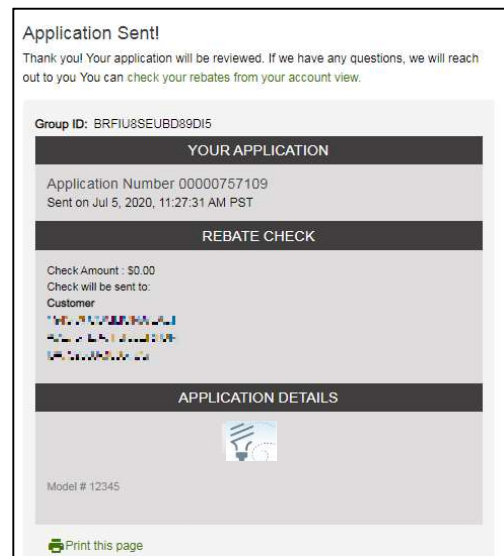 Application Sent!
Thank you! Your application will be reviewed. If we have any questions, we will reach
out to you You can check your rebates from your account view.
Group ID: BRFIU8SEUBD89DI5
YOUR APPLICATION
Application Number 00000757109
Sent on Jul 5, 2020, 11:27:31 AM PST
REBATE CHECK
Check Amount : $0.00
Check will be sent to:
Customer
APPLICATION DETAILS
Model # 12345
Print this page